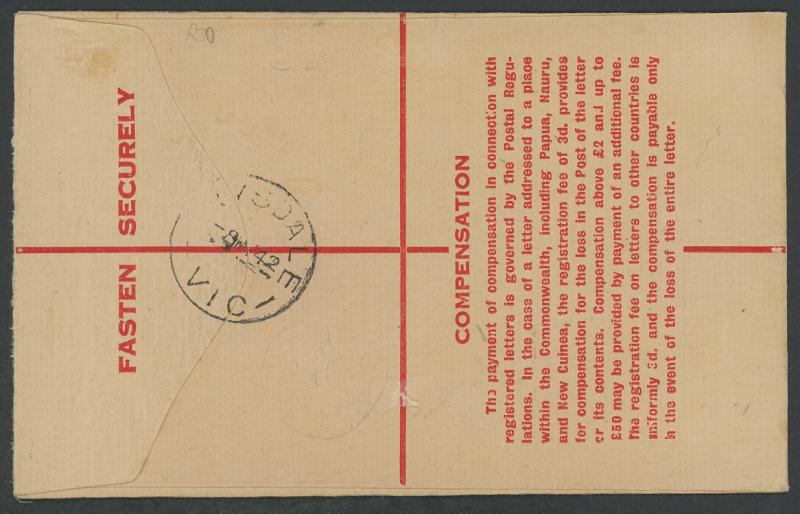 FASTEN SECURELY
SDALE
42
VIC
COMPENSATION
The payment of compensation in connection with
registered letters is governed by the Postal Regu-
lations. In the case of a letter addressed to a place
within the Commonwealth, including Papua, Nauru,
and New Guinea, the registration fee of 3d. provides
for compensation for the loss in the Post of the letter
or its contents. Compensation above £2 and up to
£50 may be provided by payment of an additional fee.
The registration fee on letters to other countries is
uniformly 3d. and the compensation is payable only
in the event of the loss of the entire letter.